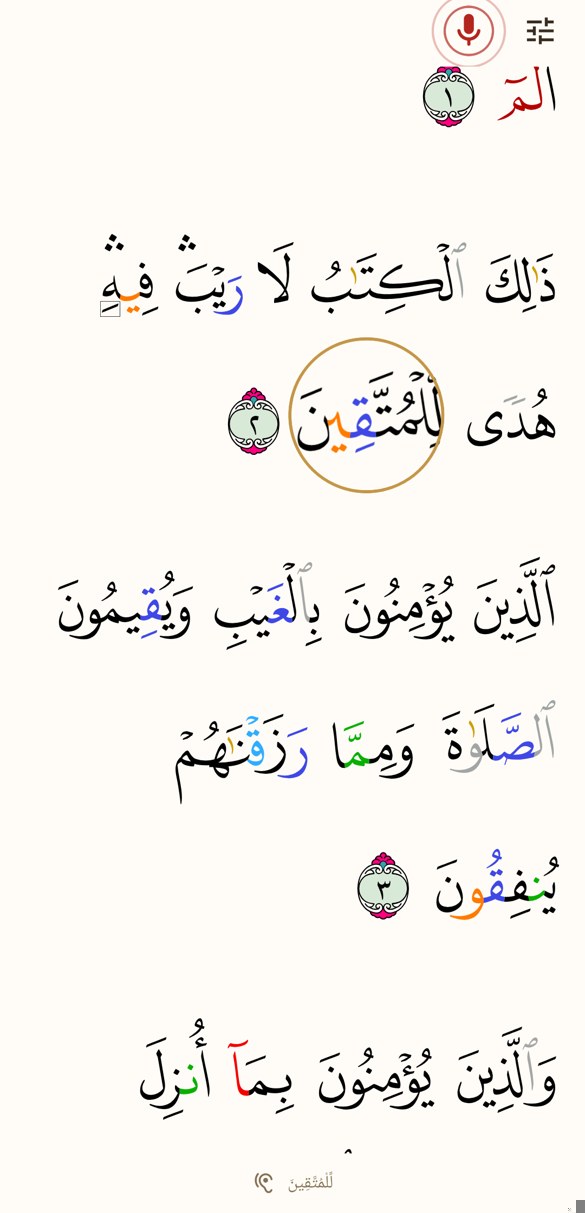 الٓمٓ ١
ذَٰلِكَ ٱلْكِتَٰبُ لَا رَيْبَ ۛ فِيهِ ۛ
هُدًى لِّلْمُتَّقِينَ ٢
ٱلَّذِينَ يُؤْمِنُونَ بِٱلْغَيْبِ وَيُقِيمُونَ
ٱلصَّلَوٰةَ وَمِمَّا رَزَقْنَٰهُمْ
يُنفِقُونَ ٣
وَٱلَّذِينَ يُؤْمِنُونَ بِمَآ أُنزِلَ
لِّلْمُتَّقِينَ